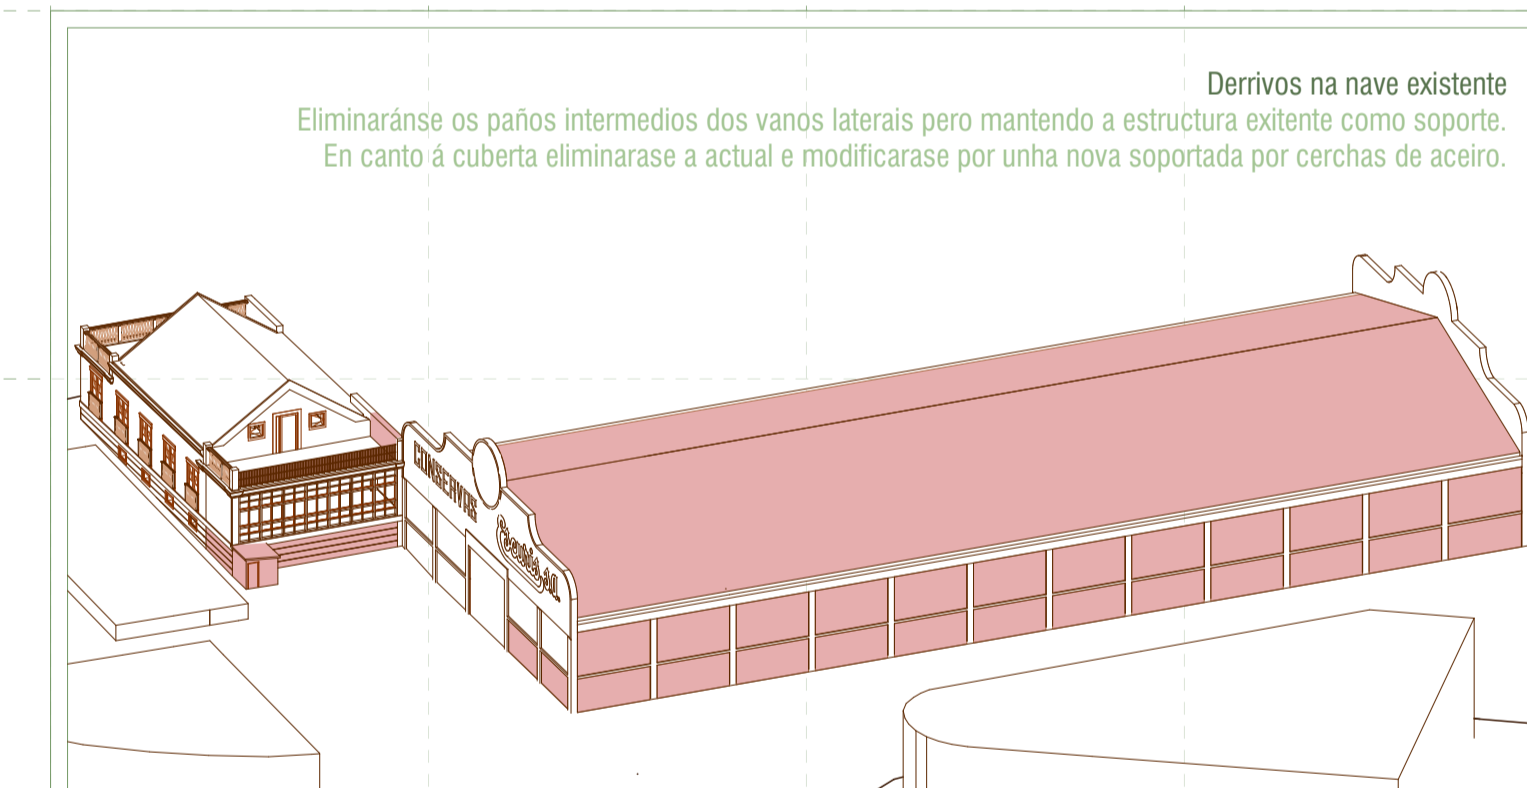 Derrivos na nave existente
Eliminaránse os paños intermedios dos vanos laterais pero mantendo a estructura exitente como soporte.
En canto á cuberta eliminarase a actual e modificarase por unha nova soportada por cerchas de aceiro.
CONSERVAS